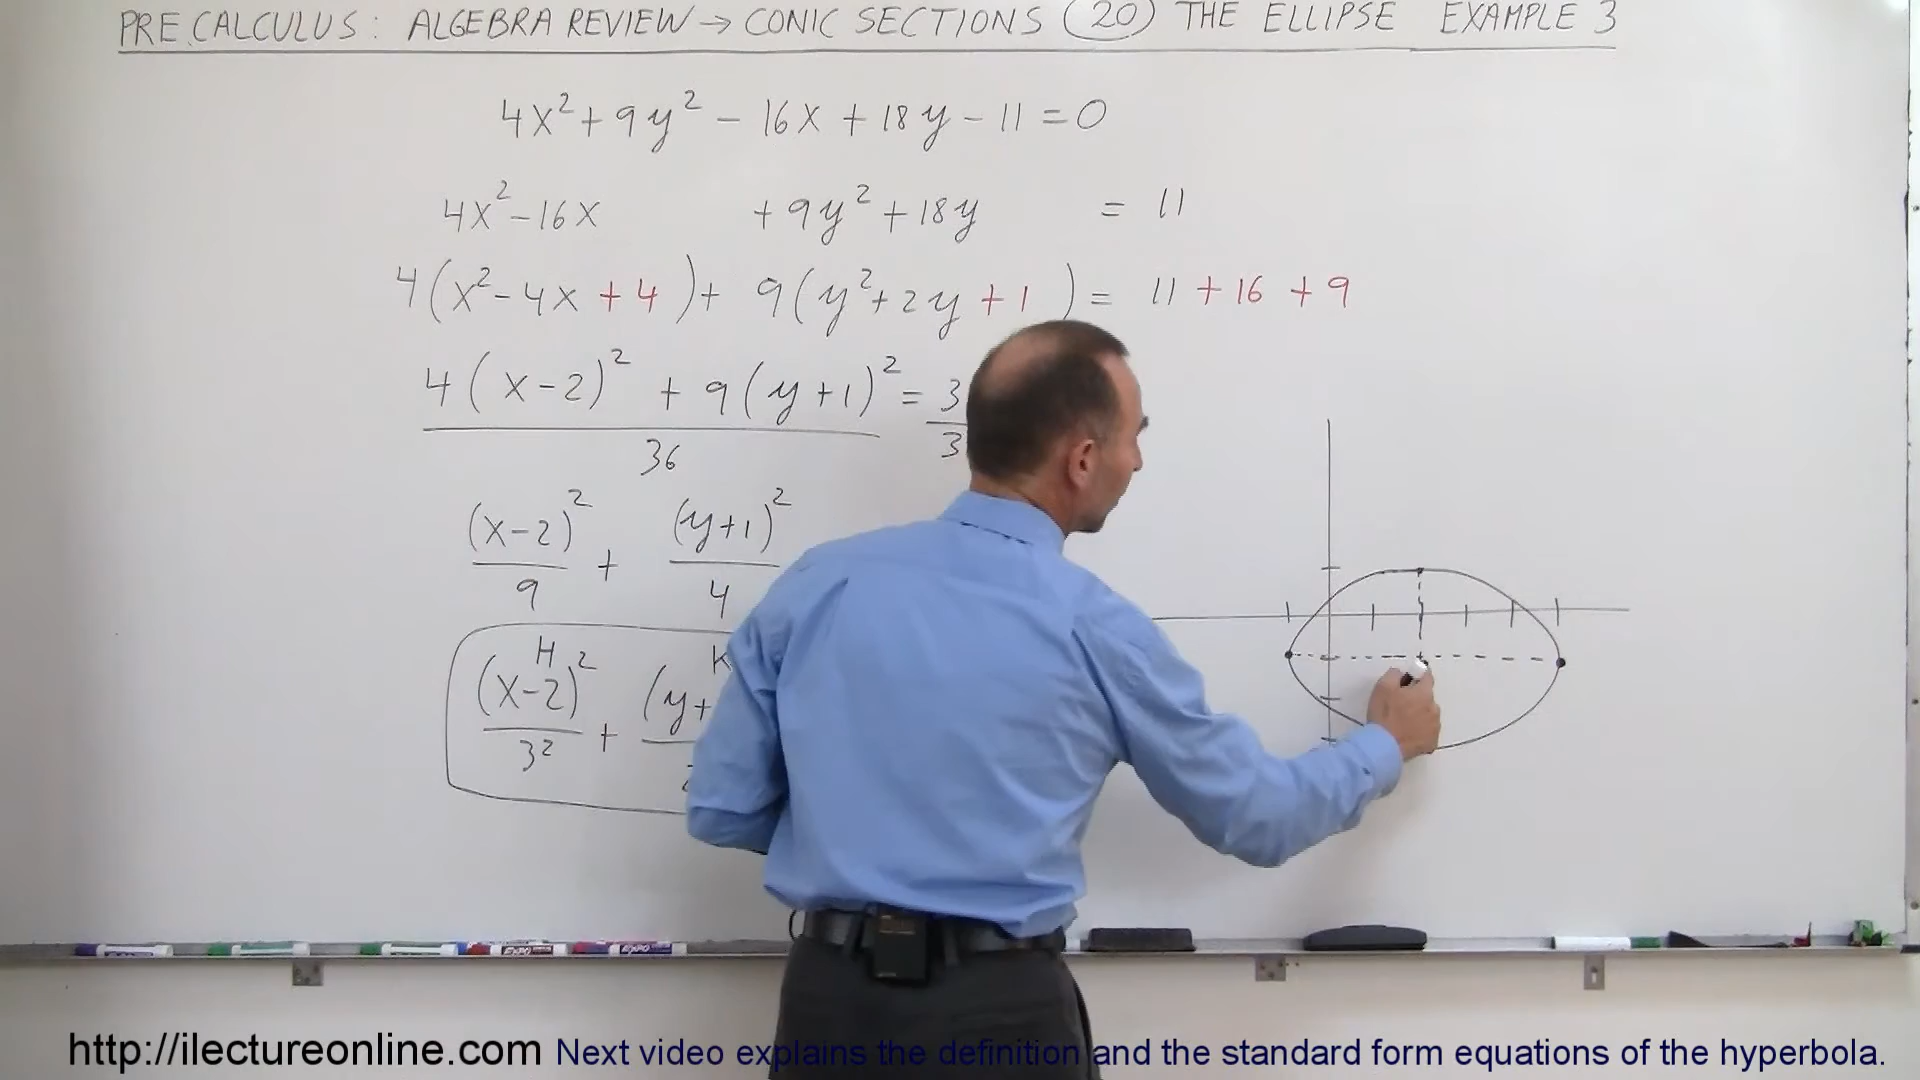 PRE CALCULUS: ALGEBRA REVIEW → CONIC SECTIONS (20) THE ELLIPSE EXAMPLE 3
4x² + 9y² - 16x + 18y - 11 = 0
4x² - 16x + 9y² + 18y = 11
4(x² - 4x + 4) + 9(y² + 2y + 1) = 11 + 16 + 9
4(x-2)² + 9(y+1)² = 3
36 3
(x-2)² + (y+1)²
9 4
H K
(x-2)² + (y+
3²
EXPO EXPO
http://ilectureonline.com Next video explains the definition and the standard form equations of the hyperbola.